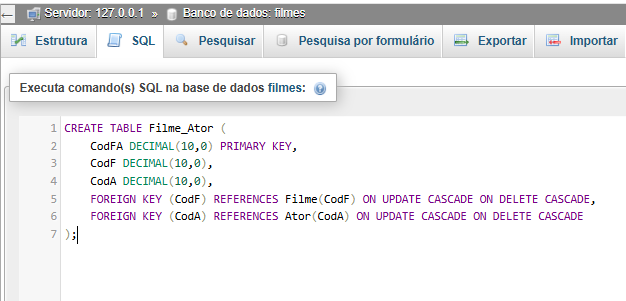 Servidor: 127.0.0.1 » Banco de dados: filmes
Estrutura SQL Pesquisar Pesquisa por formulário Exportar Importar
Executa comando(s) SQL na base de dados filmes:
1 CREATE TABLE Filme_Ator (
2 CodFA DECIMAL(10,0) PRIMARY KEY,
3 CodF DECIMAL(10,0),
4 CodA DECIMAL(10,0),
5 FOREIGN KEY (CodF) REFERENCES Filme(CodF) ON UPDATE CASCADE ON DELETE CASCADE,
6 FOREIGN KEY (CodA) REFERENCES Ator(CodA) ON UPDATE CASCADE ON DELETE CASCADE
7 );